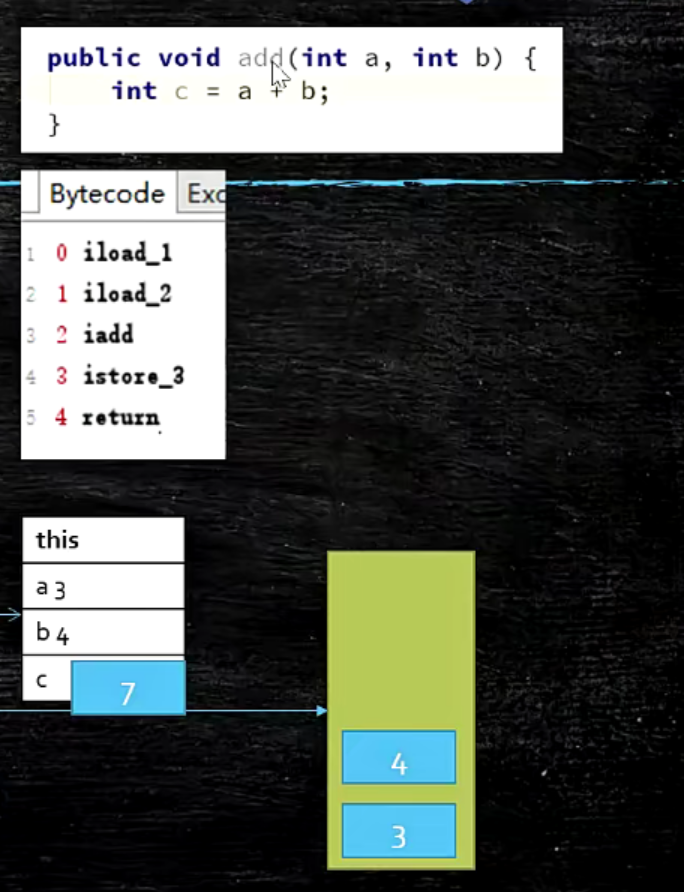 public void add(int a, int b) {
int c = a + b;
}
Bytecode Exc
1 0 iload_1
2 1 iload_2
3 2 iadd
4 3 istore_3
5 4 return
this
a 3
b 4
c 7
4
3